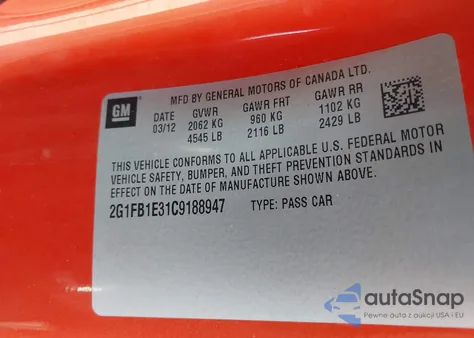 MFD BY GENERAL MOTORS OF CANADA LTD.
GM
DATE GVWR GAWR FRT GAWR RR
03/12 2062 KG 960 KG 1102 KG
4545 LB 2116 LB 2429 LB
THIS VEHICLE CONFORMS TO ALL APPLICABLE U.S. FEDERAL MOTOR
VEHICLE SAFETY, BUMPER, AND THEFT PREVENTION STANDARDS IN
EFFECT ON THE DATE OF MANUFACTURE SHOWN ABOVE.
2G1FB1E31C9188947 TYPE: PASS CAR
autoSnap
Pewne auta z aukcji USA i EU